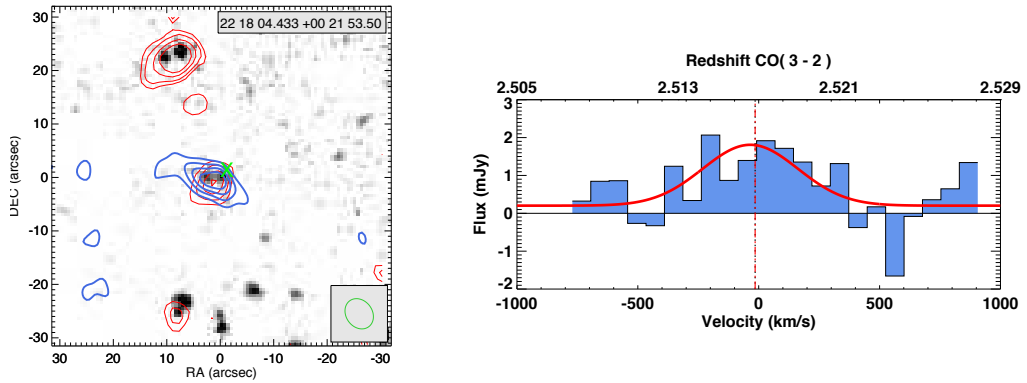 22 18 04.433 +00 21 53.50
20
10
0
-10
-20
-30
DEC (arcsec)
30 20 10 0 -10 -20 -30
RA (arcsec)
Redshift CO( 3 - 2 )
2.505 2.513 2.521 2.529
3
2
1
0
-1
-2
Flux (mJy)
-1000 -500 0 500 1000
Velocity (km/s)